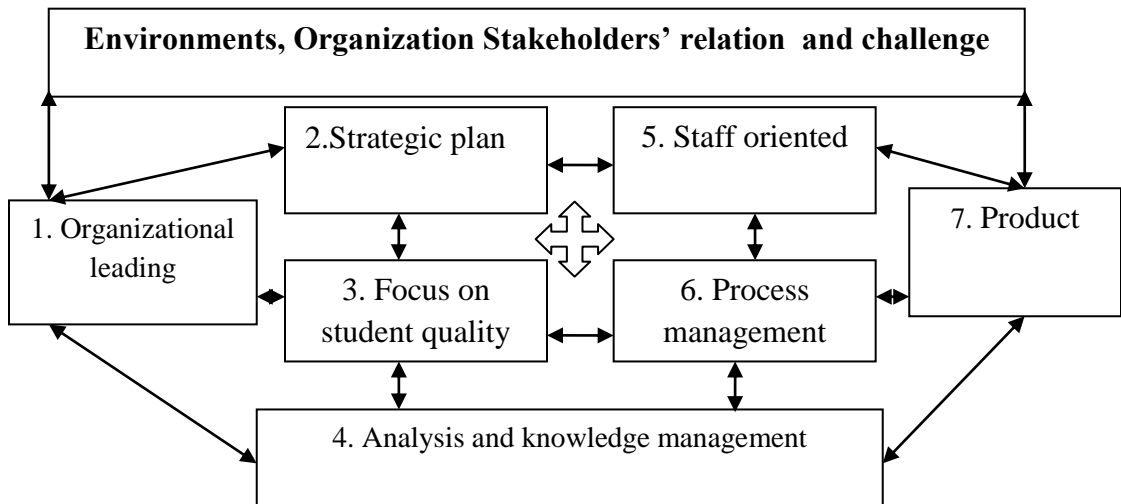 Environments, Organization Stakeholders’ relation and challenge
2.Strategic plan
5. Staff oriented
1. Organizational
leading
7. Product
3. Focus on
student quality
6. Process
management
4. Analysis and knowledge management